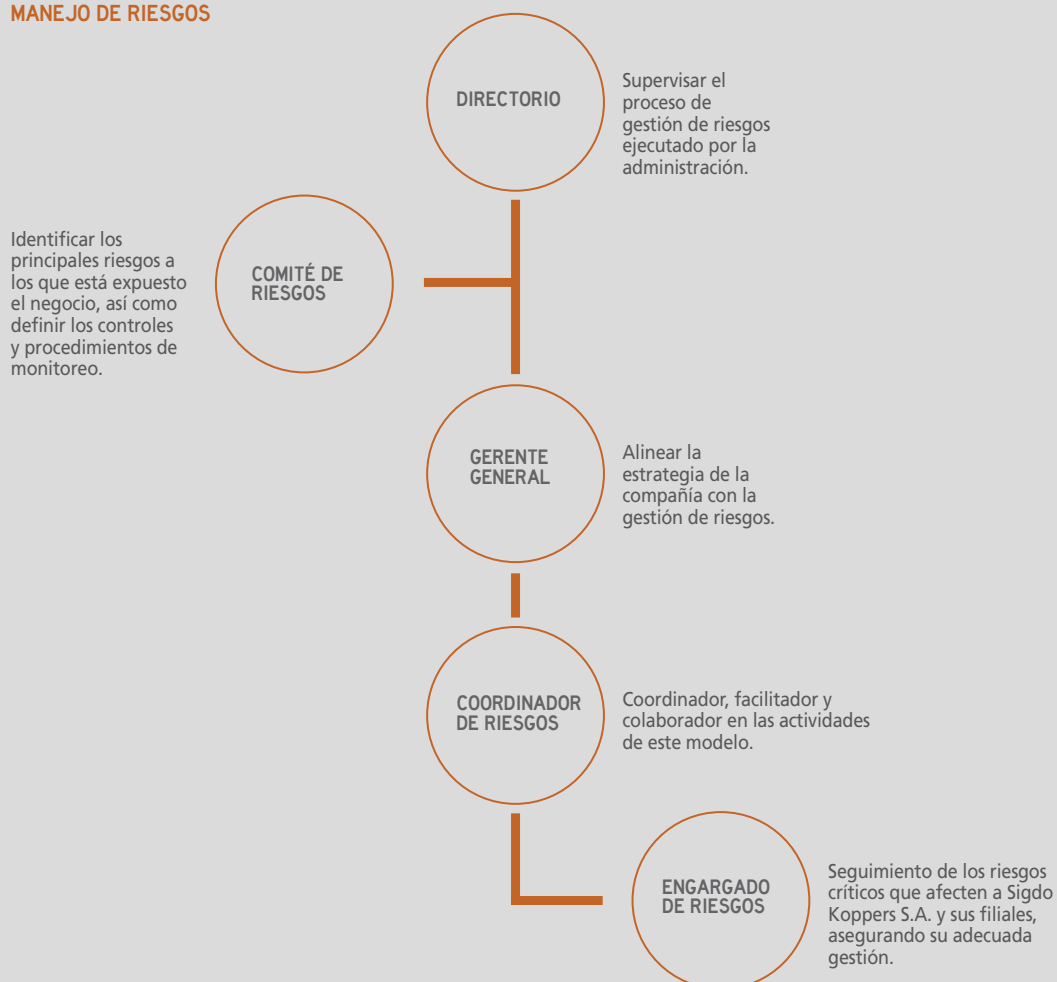 MANEJO DE RIESGOS
DIRECTORIO
Supervisar el
proceso de
gestión de riesgos
ejecutado por la
administración.
Identificar los
principales riesgos a
los que está expuesto
el negocio, así como
definir los controles
y procedimientos de
monitoreo.
COMITÉ DE
RIESGOS
GERENTE
GENERAL
Alinear la
estrategia de la
compañía con la
gestión de riesgos.
COORDINADOR
DE RIESGOS
Coordinador, facilitador y
colaborador en las actividades
de este modelo.
ENGARGADO
DE RIESGOS
Seguimiento de los riesgos
críticos que afecten a Sigdo
Koppers S.A. y sus filiales,
asegurando su adecuada
gestión.